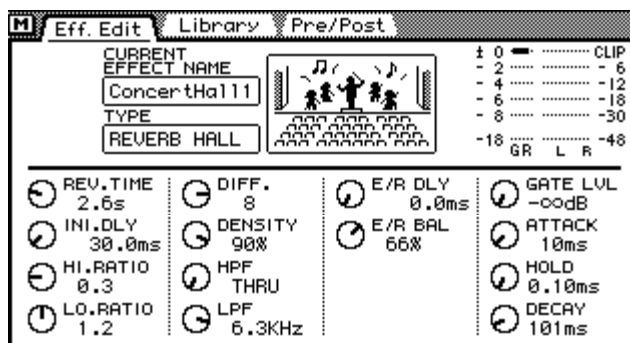 M Eff. Edit Library Pre/Post
CURRENT
EFFECT NAME
ConcertHall1
TYPE
REVERB HALL
± 0 CLIP
- 2 - 6
- 4 -12
- 6 -18
- 8 -30
-18 -48
GR L R
REV.TIME
2.6s
INI.DLY
30.0ms
HI.RATIO
0.3
LO.RATIO
1.2
DIFF.
8
DENSITY
90%
HPF
THRU
LPF
6.3KHz
E/R DLY
0.0ms
E/R BAL
66%
GATE LVL
-∞dB
ATTACK
10ms
HOLD
0.10ms
DECAY
101ms